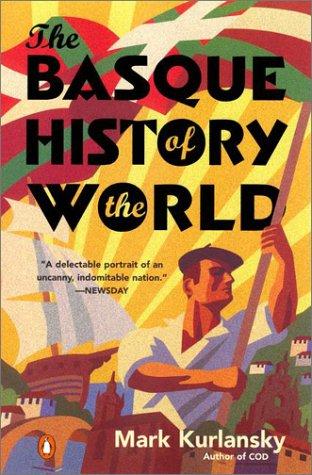 The
BASQUE
HISTORY of
the WORLD
"A delectable portrait of an
uncanny, indomitable nation."
—NEWSDAY
Mark Kurlansky
Author of COD